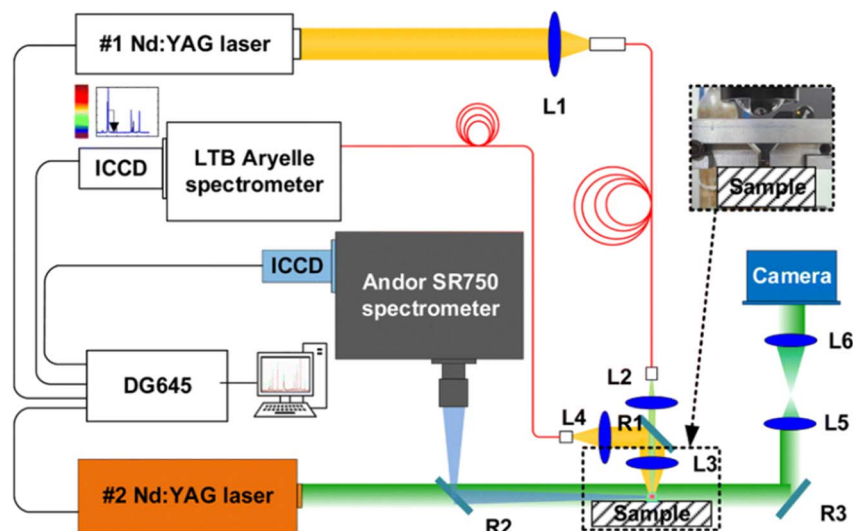 #1 Nd:YAG laser
L1
ICCD
LTB Aryelle
spectrometer
Sample
ICCD
Andor SR750
spectrometer
Camera
L6
DG645
L2
L4
R1
L5
L3
#2 Nd:YAG laser
R2
Sample
R3